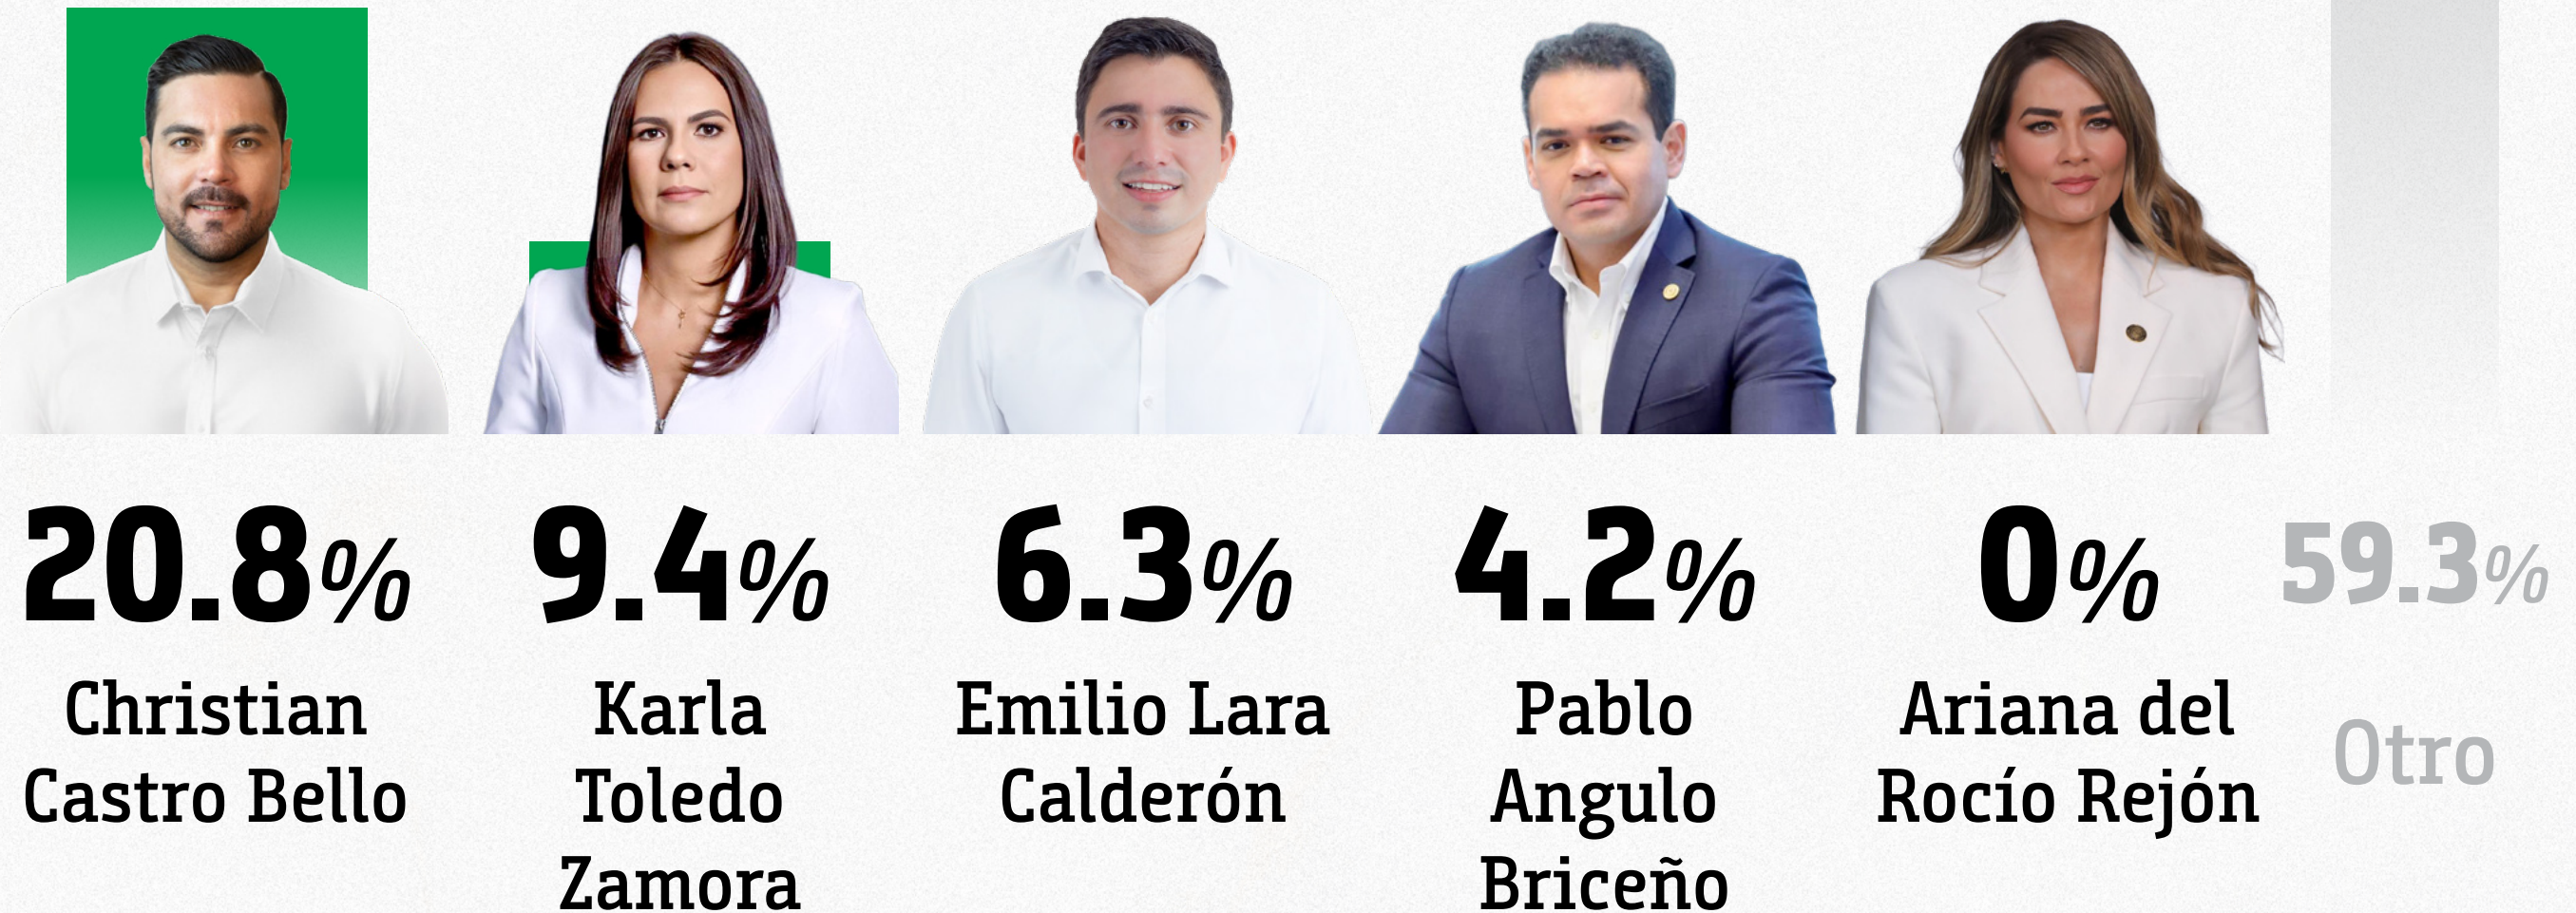 20.8% 9.4% 6.3% 4.2% 0% 59.3%
Christian
Castro Bello
Karla
Toledo
Zamora
Emilio Lara
Calderón
Pablo
Angulo
Briceño
Ariana del
Rocío Rejón
Otro